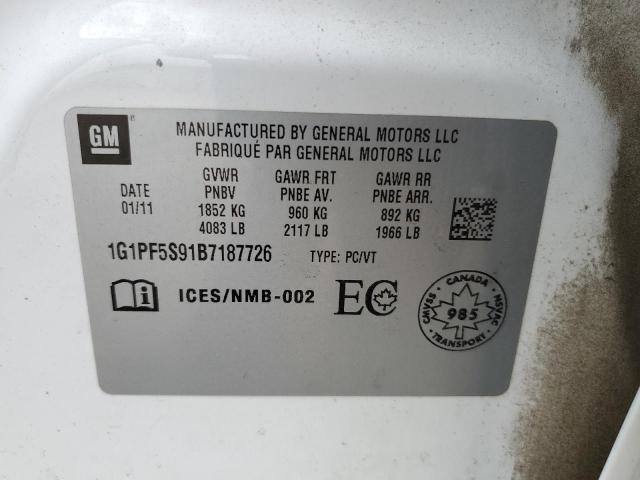 GM
MANUFACTURED BY GENERAL MOTORS LLC
FABRIQUÉ PAR GENERAL MOTORS LLC
DATE
01/11
GVWR
PNBV
1852 KG
4083 LB
GAWR FRT
PNBE AV.
960 KG
2117 LB
GAWR RR
PNBE ARR.
892 KG
1966 LB
1G1PF5S91B7187726 TYPE: PC/VT
i ICES/NMB-002 EC
CANADA
CMVSS 985 NSVAC
TRANSPORT